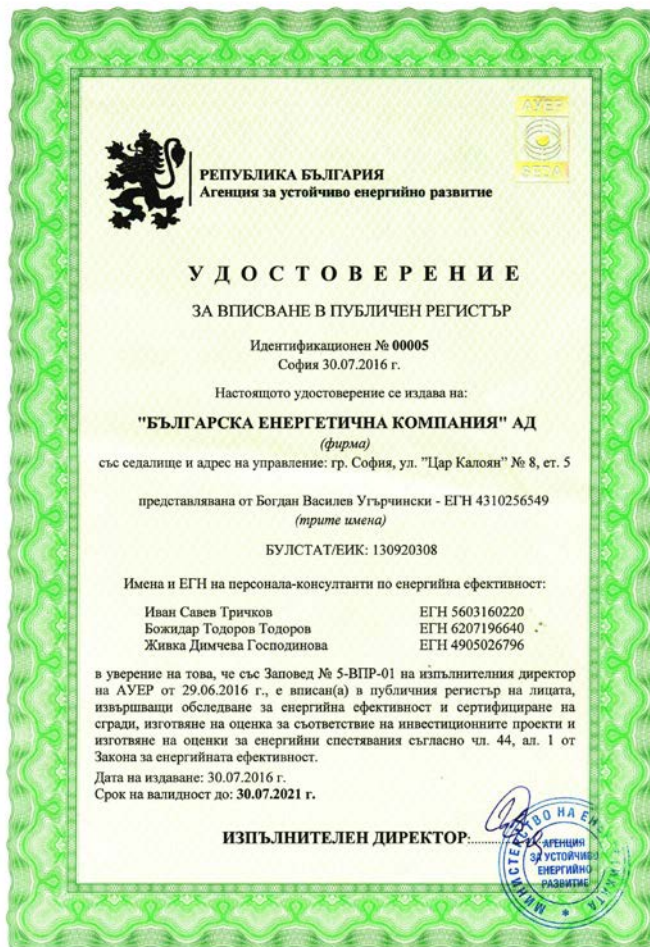 АУЕР
SEDA
РЕПУБЛИКА БЪЛГАРИЯ
Агенция за устойчиво енергийно развитие
УДОСТОВЕРЕНИЕ
ЗА ВПИСВАНЕ В ПУБЛИЧЕН РЕГИСТЪР
Идентификационен № 00005
София 30.07.2016 г.
Настоящото удостоверение се издава на:
"БЪЛГАРСКА ЕНЕРГЕТИЧНА КОМПАНИЯ" АД
(фирма)
със седалище и адрес на управление: гр. София, ул. "Цар Калоян" № 8, ет. 5
представлявана от Богдан Василев Угърчински - ЕГН 4310256549
(трите имена)
БУЛСТАТ/ЕИК: 130920308
Имена и ЕГН на персонала-консултанти по енергийна ефективност:
Иван Савев Тричков ЕГН 5603160220
Божидар Тодоров Тодоров ЕГН 6207196640
Живка Димчева Господинова ЕГН 4905026796
в уверение на това, че със Заповед № 5-ВПР-01 на изпълнителния директор
на АУЕР от 29.06.2016 г., е вписан(а) в публичния регистър на лицата,
извършващи обследване за енергийна ефективност и сертифициране на
сгради, изготвяне на оценка за съответствие на инвестиционните проекти и
изготвяне на оценки за енергийни спестявания съгласно чл. 44, ал. 1 от
Закона за енергийната ефективност.
Дата на издаване: 30.07.2016 г.
Срок на валидност до: 30.07.2021 г.
ИЗПЪЛНИТЕЛЕН ДИРЕКТОР:
МИНИСТЕРСТВО НА ЕНЕРГЕТИКАТА
АГЕНЦИЯ
ЗА УСТОЙЧИВО
ЕНЕРГИЙНО
РАЗВИТИЕ